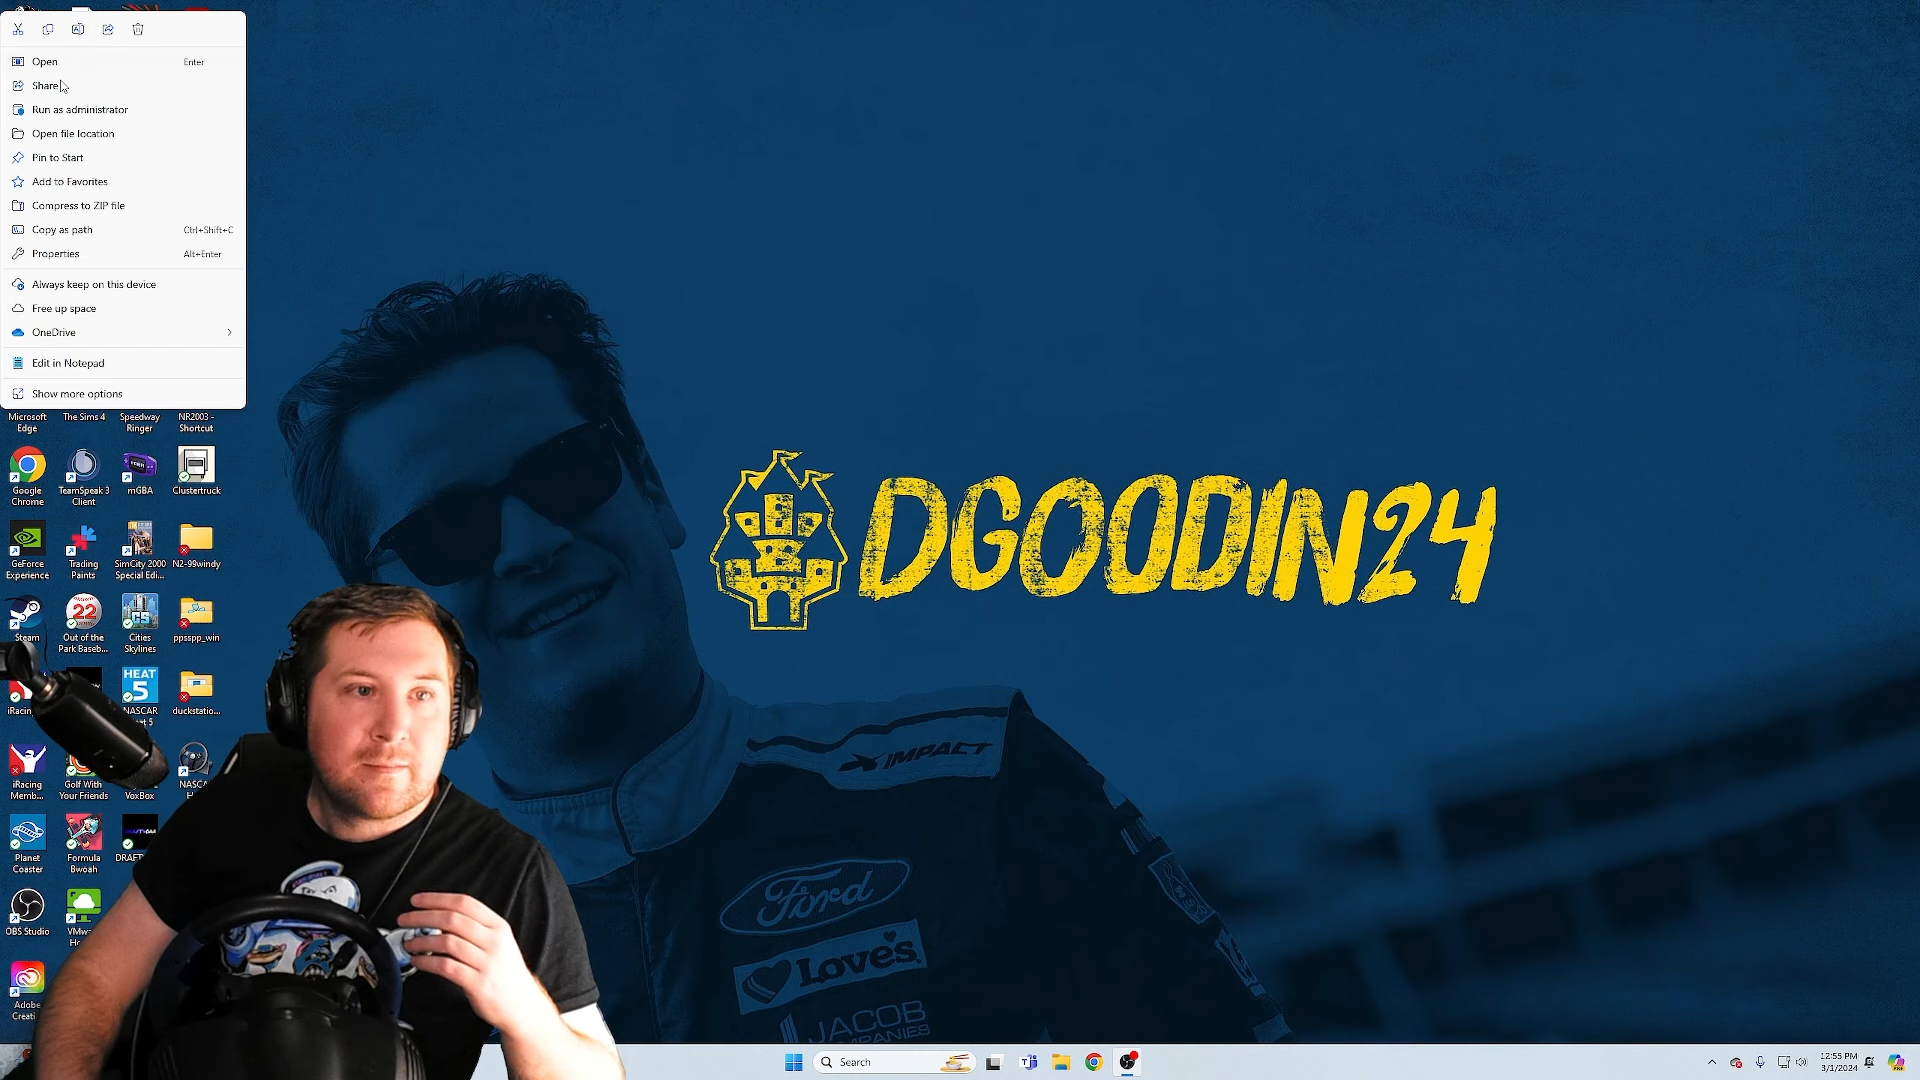 Open Enter
Share
Run as administrator
Open file location
Pin to Start
Add to Favorites
Compress to ZIP file
Copy as path Ctrl+Shift+C
Properties Alt+Enter
Always keep on this device
Free up space
OneDrive
Edit in Notepad
Show more options
Microsoft Edge
The Sims 4
Speedway Ringer
NR2003 - Shortcut
Google Chrome
TeamSpeak 3 Client
mGBA
Clustertruck
GeForce Experience
Trading Paints
SimCity 2000 Special Edi...
N2-99windy
Steam
Out of the Park Baseb...
Cities Skylines
ppsspp_win
HEAT 5
NASCAR
duckstatio...
iRacing Memb...
Golf With Your Friends
VoxBox
Planet Coaster
Formula Bwoah
OBS Studio
Adobe
Creati...
DGOODIN24
IMPACT
Ford
Love's
JACOB
COMPANIES
Search
12:55 PM
3/1/2024